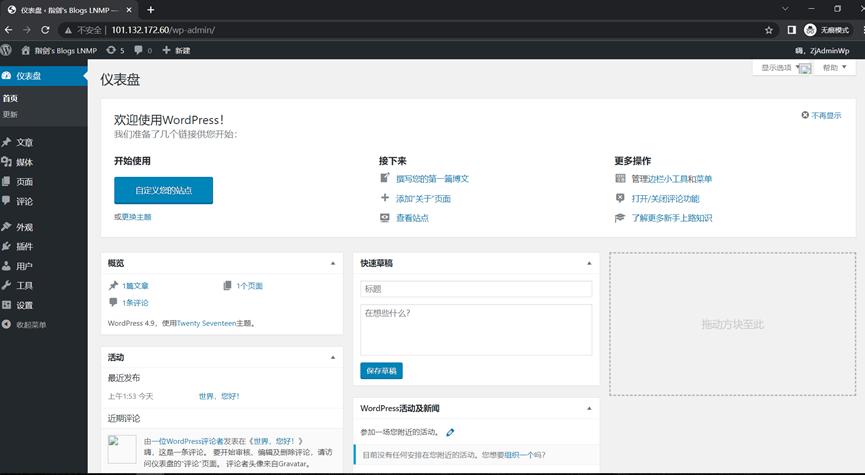 仪表盘 ‹ 指剑's Blogs LNMP —
不安全 | 101.132.172.60/wp-admin/
无痕模式
指剑's Blogs LNMP 5 0 新建
嗨，ZjAdminWp
仪表盘
首页
更新
文章
媒体
页面
评论
外观
插件
用户
工具
设置
收起菜单
显示选项
帮助
仪表盘
欢迎使用WordPress！
我们准备了几个链接供您开始：
不再显示
开始使用
自定义您的站点
或更换主题
接下来
撰写您的第一篇博文
添加“关于”页面
查看站点
更多操作
管理边栏小工具和菜单
打开/关闭评论功能
了解更多新手上路知识
概览
1篇文章
1个页面
1条评论
WordPress 4.9，使用Twenty Seventeen主题。
活动
最近发布
上午1:53 今天 世界，您好！
近期评论
由一位WordPress评论者发表在《世界，您好！》
嗨，这是一条评论。 要开始审核、编辑及删除评论，请访
问仪表盘的“评论”页面。 评论者头像来自Gravatar。
快速草稿
标题
在想些什么？
保存草稿
WordPress活动及新闻
参加一场您附近的活动。
目前没有任何安排在您附近的活动。您想要组织一个吗？
拖动方块至此